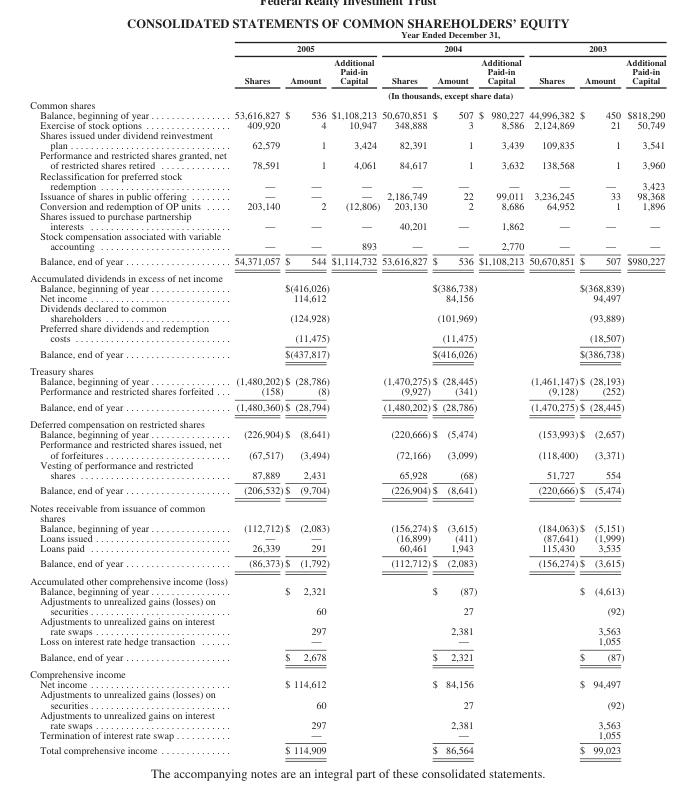 Federal Realty Investment Trust
CONSOLIDATED STATEMENTS OF COMMON SHAREHOLDERS' EQUITY
Year Ended December 31,
2005 2004 2003
Shares Amount Additional Paid-in Capital Shares Amount Additional Paid-in Capital Shares Amount Additional Paid-in Capital
(In thousands, except share data)
Common shares
Balance, beginning of year . . . . . . . . . . . . . . . 53,616,827 $ 536 $1,108,213 50,670,851 $ 507 $ 980,227 44,996,382 $ 450 $818,290
Exercise of stock options . . . . . . . . . . . . . . . . 409,920 4 10,947 348,888 3 8,586 2,124,869 21 50,749
Shares issued under dividend reinvestment
plan . . . . . . . . . . . . . . . . . . . . . . . . . . . . 62,579 1 3,424 82,391 1 3,439 109,835 1 3,541
Performance and restricted shares granted, net
of restricted shares retired . . . . . . . . . . . . 78,591 1 4,061 84,617 1 3,632 138,568 1 3,960
Reclassification for preferred stock
redemption . . . . . . . . . . . . . . . . . . . . . . . — — — — — — — — 3,423
Issuance of shares in public offering . . . . . . . — — — 2,186,749 22 99,011 3,236,245 33 98,368
Conversion and redemption of OP units . . . . . 203,140 2 (12,806) 203,130 2 8,686 64,952 1 1,896
Shares issued to purchase partnership
interests . . . . . . . . . . . . . . . . . . . . . . . . . — — — 40,201 — 1,862 — — —
Stock compensation associated with variable
accounting . . . . . . . . . . . . . . . . . . . . . . . — — 893 — — 2,770 — — —
Balance, end of year . . . . . . . . . . . . . . . . . . . 54,371,057 $ 544 $1,114,732 53,616,827 $ 536 $1,108,213 50,670,851 $ 507 $980,227
Accumulated dividends in excess of net income
Balance, beginning of year . . . . . . . . . . . . . . . $(416,026) $(386,738) $(368,839)
Net income . . . . . . . . . . . . . . . . . . . . . . . . . . 114,612 84,156 94,497
Dividends declared to common
shareholders . . . . . . . . . . . . . . . . . . . . . . (124,928) (101,969) (93,889)
Preferred share dividends and redemption
costs . . . . . . . . . . . . . . . . . . . . . . . . . . . . (11,475) (11,475) (18,507)
Balance, end of year . . . . . . . . . . . . . . . . . . . $(437,817) $(416,026) $(386,738)
Treasury shares
Balance, beginning of year . . . . . . . . . . . . . . . (1,480,202) $ (28,786) (1,470,275) $ (28,445) (1,461,147) $ (28,193)
Performance and restricted shares forfeited . . . (158) (8) (9,927) (341) (9,128) (252)
Balance, end of year . . . . . . . . . . . . . . . . . . . (1,480,360) $ (28,794) (1,480,202) $ (28,786) (1,470,275) $ (28,445)
Deferred compensation on restricted shares
Balance, beginning of year . . . . . . . . . . . . . . . (226,904) $ (8,641) (220,666) $ (5,474) (153,993) $ (2,657)
Performance and restricted shares issued, net
of forfeitures . . . . . . . . . . . . . . . . . . . . . . (67,517) (3,494) (72,166) (3,099) (118,400) (3,371)
Vesting of performance and restricted
shares . . . . . . . . . . . . . . . . . . . . . . . . . . . 87,889 2,431 65,928 (68) 51,727 554
Balance, end of year . . . . . . . . . . . . . . . . . . . (206,532) $ (9,704) (226,904) $ (8,641) (220,666) $ (5,474)
Notes receivable from issuance of common
shares
Balance, beginning of year . . . . . . . . . . . . . . . (112,712) $ (2,083) (156,274) $ (3,615) (184,063) $ (5,151)
Loans issued . . . . . . . . . . . . . . . . . . . . . . . . . — — (16,899) (411) (87,641) (1,999)
Loans paid . . . . . . . . . . . . . . . . . . . . . . . . . . 26,339 291 60,461 1,943 115,430 3,535
Balance, end of year . . . . . . . . . . . . . . . . . . . (86,373) $ (1,792) (112,712) $ (2,083) (156,274) $ (3,615)
Accumulated other comprehensive income (loss)
Balance, beginning of year . . . . . . . . . . . . . . . $ 2,321 $ (87) $ (4,613)
Adjustments to unrealized gains (losses) on
securities . . . . . . . . . . . . . . . . . . . . . . . . . 60 27 (92)
Adjustments to unrealized gains on interest
rate swaps . . . . . . . . . . . . . . . . . . . . . . . . 297 2,381 3,563
Loss on interest rate hedge transaction . . . . . . — — 1,055
Balance, end of year . . . . . . . . . . . . . . . . . . . $ 2,678 $ 2,321 $ (87)
Comprehensive income
Net income . . . . . . . . . . . . . . . . . . . . . . . . . . $ 114,612 $ 84,156 $ 94,497
Adjustments to unrealized gains (losses) on
securities . . . . . . . . . . . . . . . . . . . . . . . . . 60 27 (92)
Adjustments to unrealized gains on interest
rate swaps . . . . . . . . . . . . . . . . . . . . . . . . 297 2,381 3,563
Termination of interest rate swap . . . . . . . . . . — — 1,055
Total comprehensive income . . . . . . . . . . . . . $ 114,909 $ 86,564 $ 99,023
The accompanying notes are an integral part of these consolidated statements.